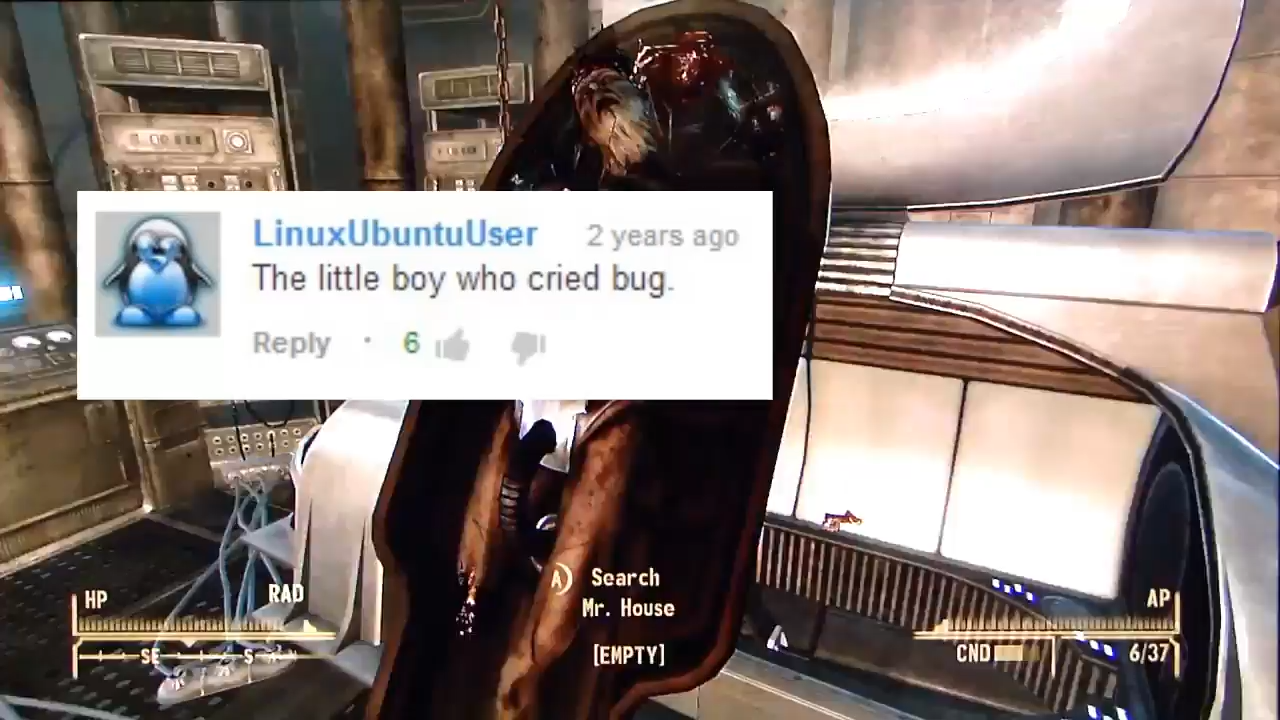 LinuxUbuntuUser 2 years ago
The little boy who cried bug.
Reply · 6
A) Search
Mr. House
[EMPTY]
HP RAD
SE S
AP
CND 6/37